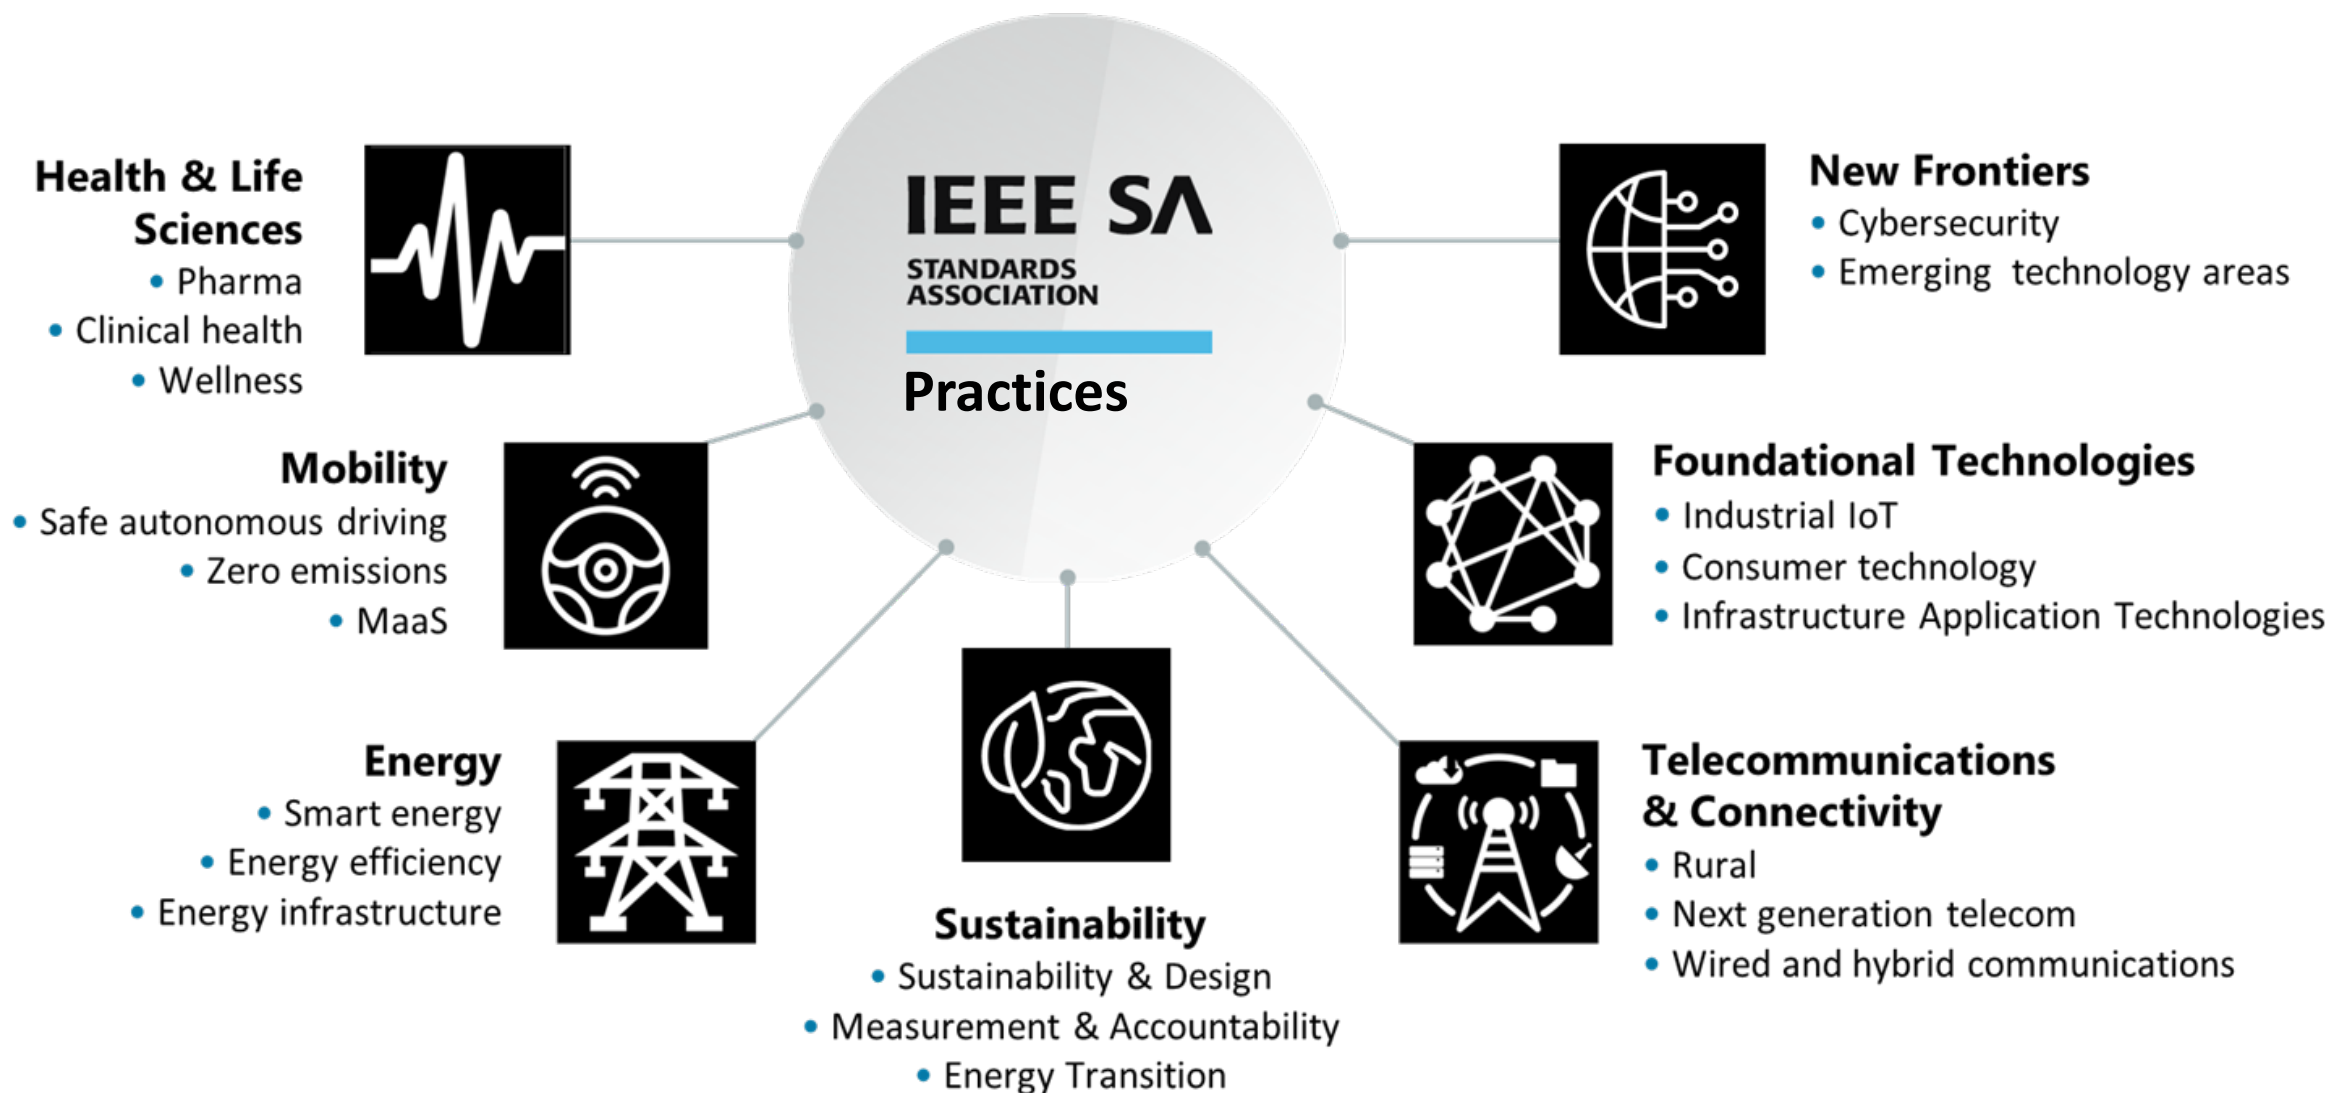 IEEE SA
STANDARDS
ASSOCIATION
Practices
Health & Life
Sciences
• Pharma
• Clinical health
• Wellness
Mobility
• Safe autonomous driving
• Zero emissions
• MaaS
Energy
• Smart energy
• Energy efficiency
• Energy infrastructure
Sustainability
• Sustainability & Design
• Measurement & Accountability
• Energy Transition
New Frontiers
• Cybersecurity
• Emerging technology areas
Foundational Technologies
• Industrial IoT
• Consumer technology
• Infrastructure Application Technologies
Telecommunications
& Connectivity
• Rural
• Next generation telecom
• Wired and hybrid communications